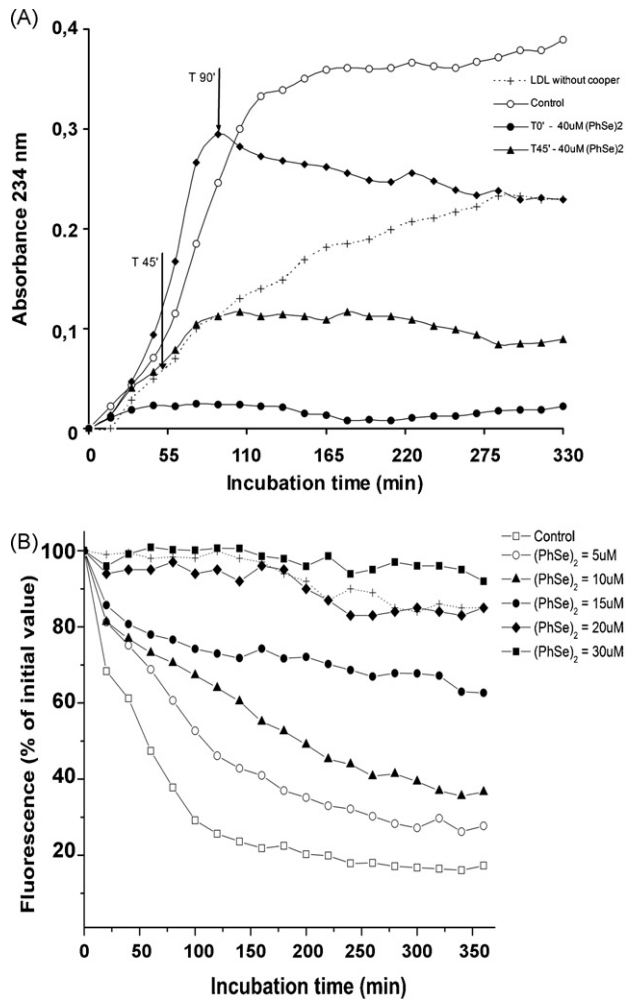 (A)
0,4
0,3
0,2
0,1
0
Absorbance 234 nm
T 90'
T 45'
LDL without cooper
Control
T0' - 40uM (PhSe)2
T45' - 40uM (PhSe)2
0 55 110 165 220 275 330
Incubation time (min)
(B)
100
80
60
40
20
Fluorescence (% of initial value)
Control
(PhSe)2 = 5uM
(PhSe)2 = 10uM
(PhSe)2 = 15uM
(PhSe)2 = 20uM
(PhSe)2 = 30uM
0 50 100 150 200 250 300 350
Incubation time (min)